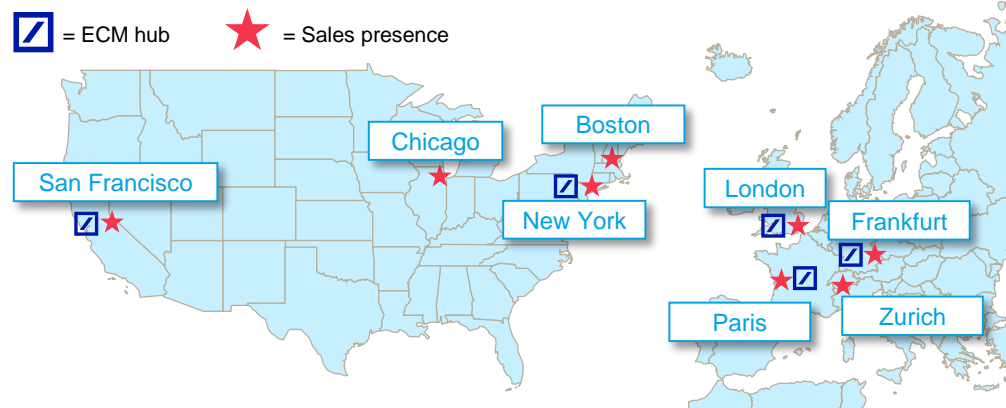 = ECM hub
= Sales presence
Boston
Chicago
San Francisco
London
New York
Frankfurt
Paris
Zurich